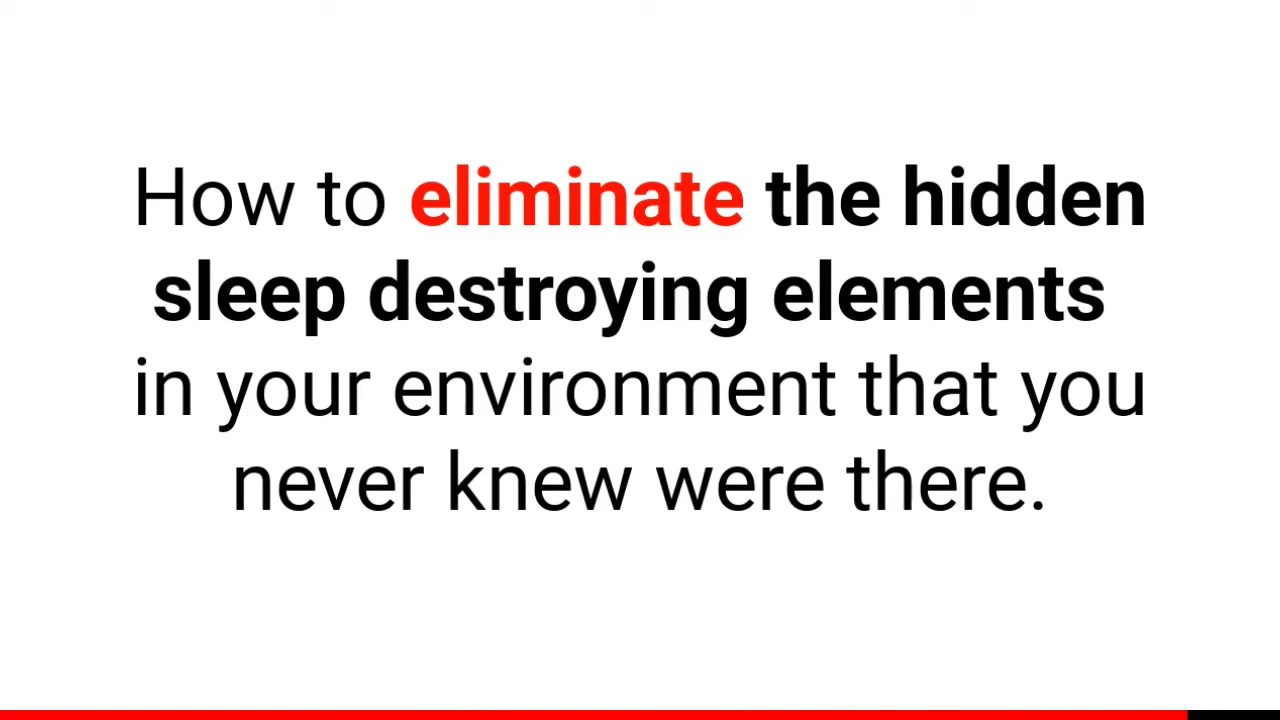 How to eliminate the hidden
sleep destroying elements
in your environment that you
never knew were there.